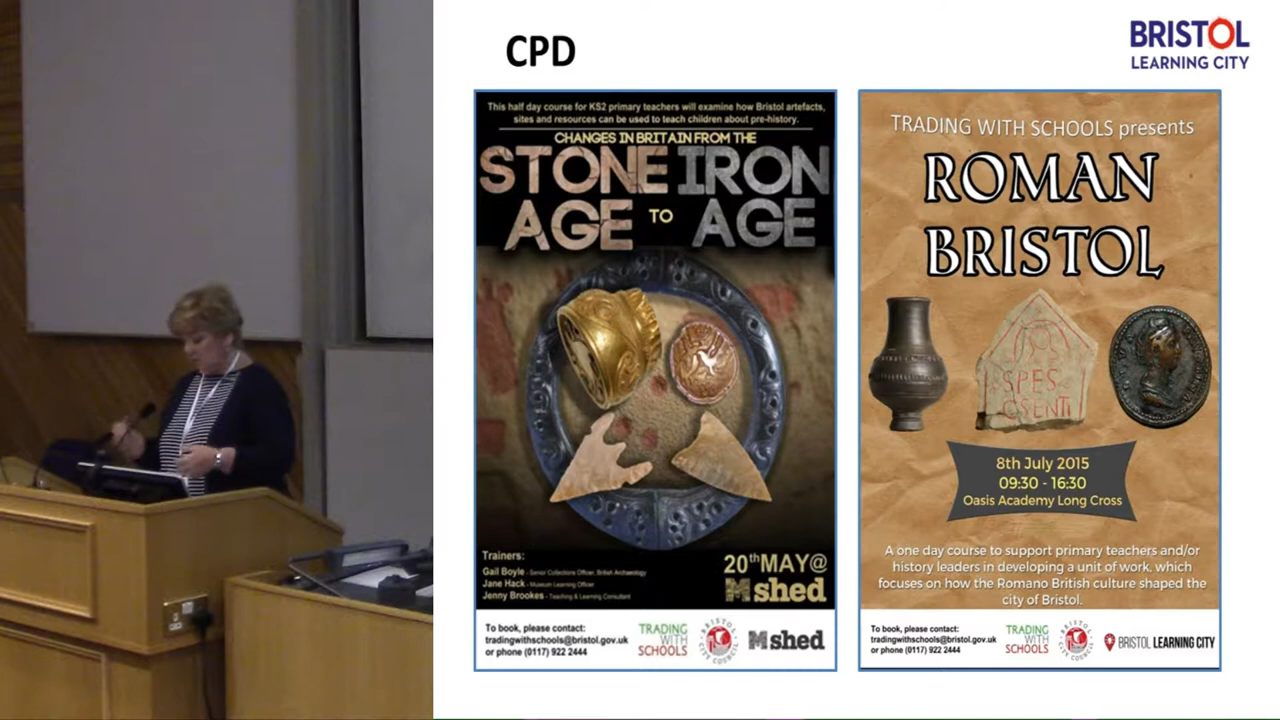 CPD
BRISTOL
LEARNING CITY
This half day course for KS2 primary teachers will examine how Bristol artefacts,
sites and resources can be used to teach children about pre-history.
CHANGES IN BRITAIN FROM THE
STONE IRON
AGE TO AGE
Trainers:
Gail Boyle - Senior Collections Officer, British Archaeology
Jane Hack - Museum Learning Officer
Jenny Brookes - Teaching & Learning Consultant
20th MAY@
M shed
To book, please contact:
tradingwithschools@bristol.gov.uk
or phone (0117) 922 2444
TRADING
WITH
SCHOOLS
BRISTOL
CITY COUNCIL
M shed
TRADING WITH SCHOOLS presents
ROMAN
BRISTOL
SPES
CSENTI
8th July 2015
09:30 - 16:30
Oasis Academy Long Cross
A one day course to support primary teachers and/or
history leaders in developing a unit of work, which
focuses on how the Romano British culture shaped the
city of Bristol.
To book, please contact:
tradingwithschools@bristol.gov.uk
or phone (0117) 922 2444
TRADING
WITH
SCHOOLS
BRISTOL
CITY COUNCIL
BRISTOL LEARNING CITY